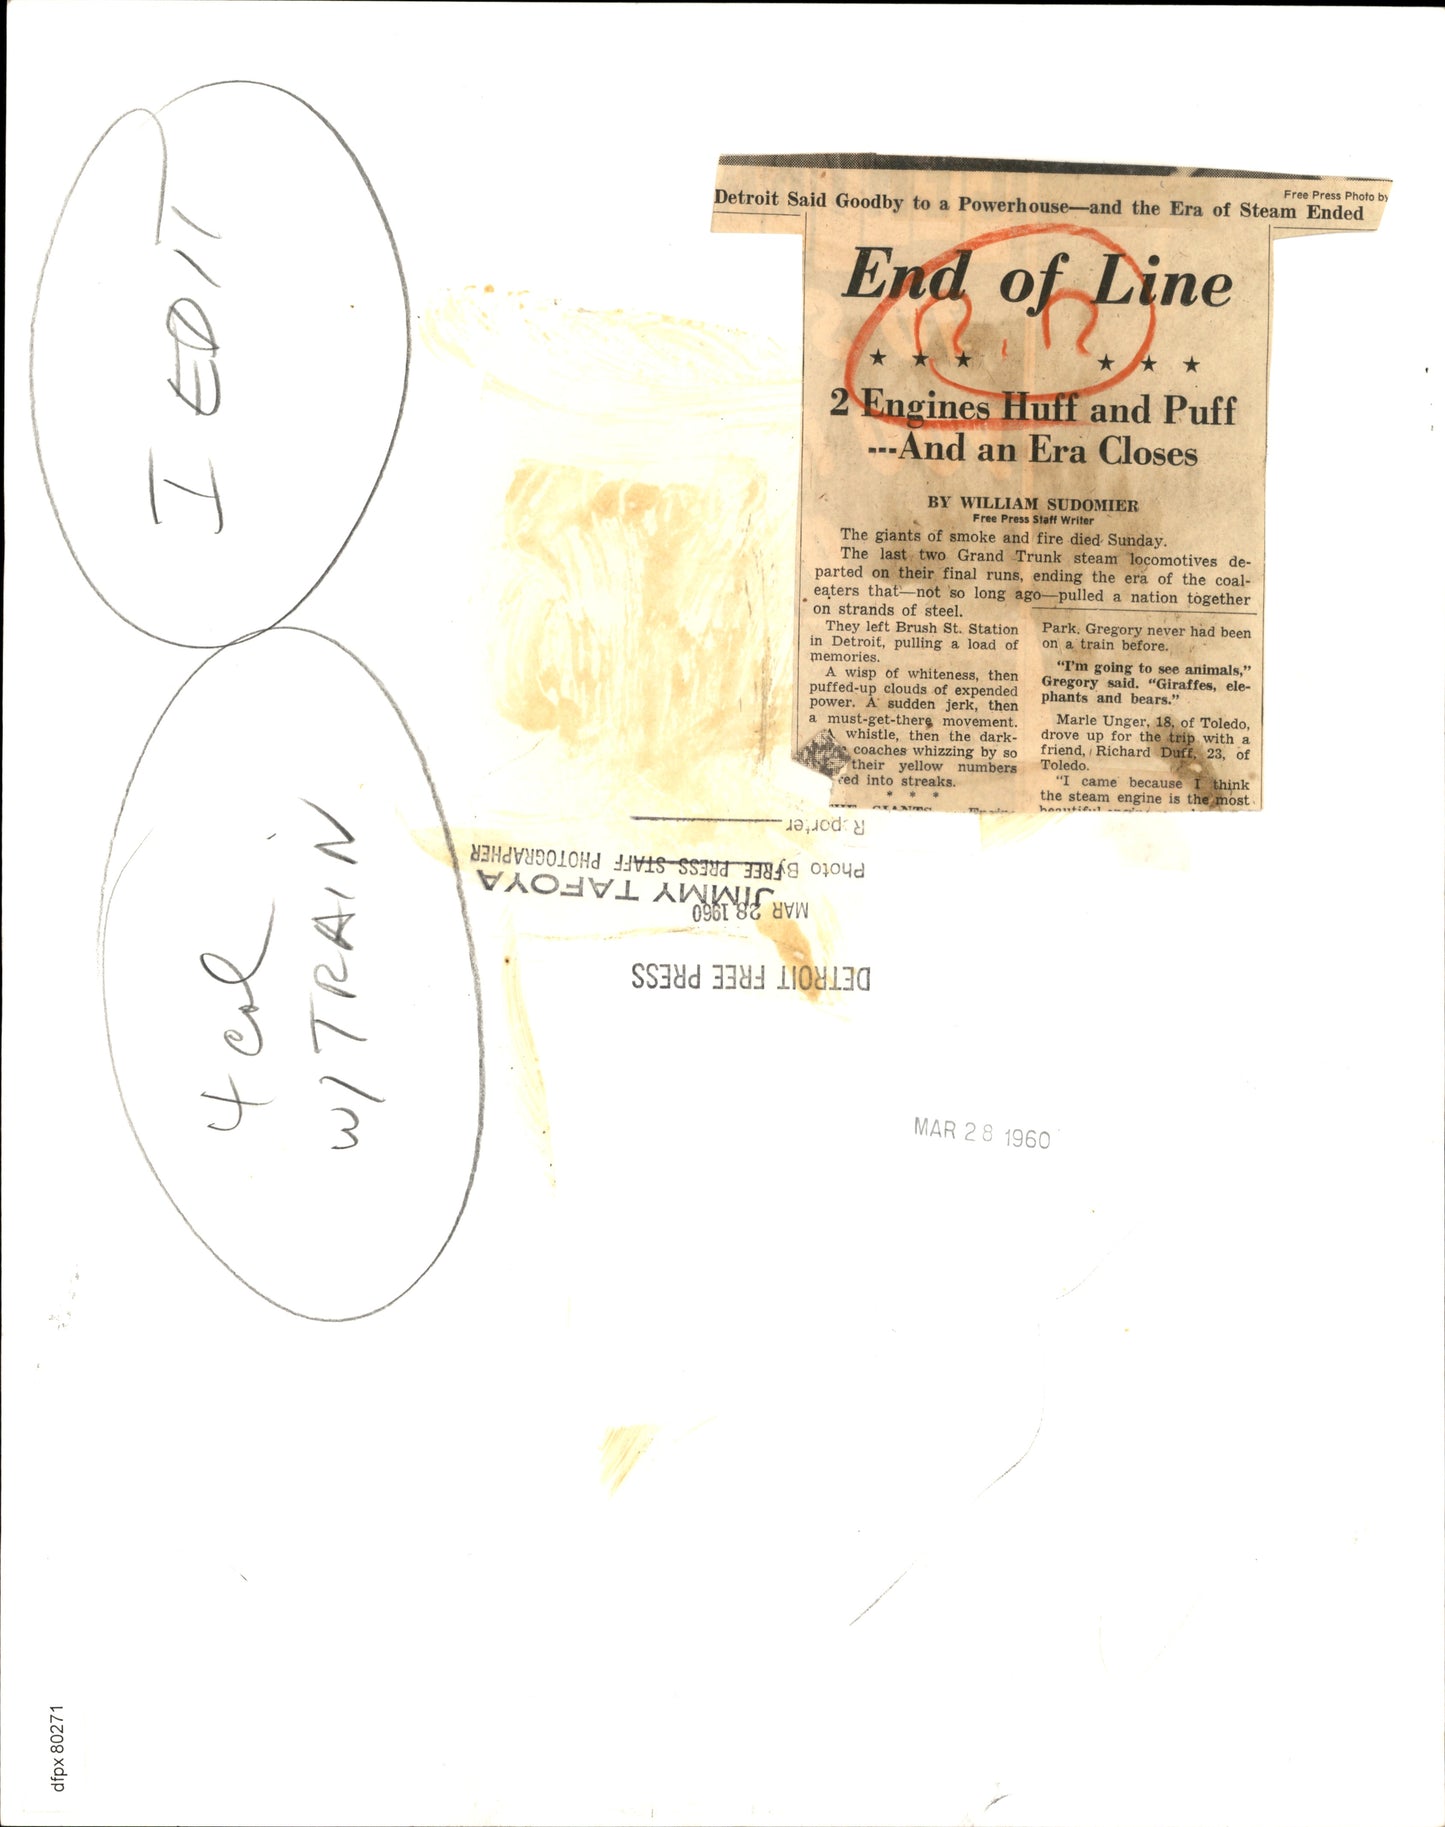 I EDIT
4 col
w/ TRAIN
Free Press Photo by
Detroit Said Goodby to a Powerhouse—and the Era of Steam Ended
End of Line
R.R.
★ ★ ★ ★ ★ ★
2 Engines Huff and Puff
---And an Era Closes
BY WILLIAM SUDOMIER
Free Press Staff Writer
The giants of smoke and fire died Sunday.
The last two Grand Trunk steam locomotives de-
parted on their final runs, ending the era of the coal-
eaters that—not so long ago—pulled a nation together
on strands of steel.
They left Brush St. Station
in Detroit, pulling a load of
memories.
A wisp of whiteness, then
puffed-up clouds of expended
power. A sudden jerk, then
a must-get-there movement.
A whistle, then the dark-
coaches whizzing by so
their yellow numbers
red into streaks.
* * *
THE GIANTS
Park. Gregory never had been
on a train before.
"I'm going to see animals,"
Gregory said. "Giraffes, ele-
phants and bears."
Marle Unger, 18, of Toledo,
drove up for the trip with a
friend, Richard Duff, 23, of
Toledo.
"I came because I think
the steam engine is the most
DETROIT FREE PRESS
MAR 28 1960
JIMMY TAFOYA
Photo By FREE PRESS STAFF PHOTOGRAPHER
Reporter
MAR 28 1960
dfpx 80271